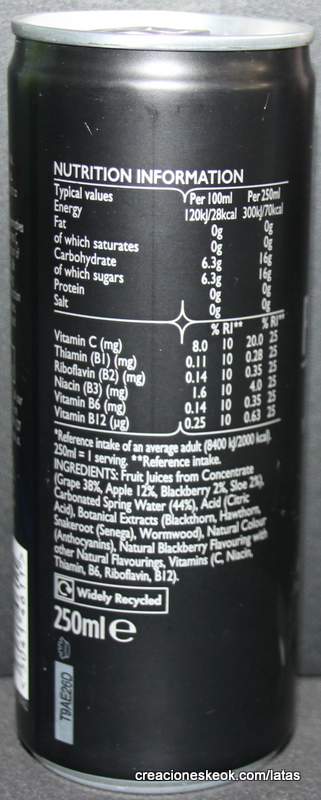 NUTRITION INFORMATION
Typical values Per 100ml Per 250ml
Energy 120kJ/28kcal 300kJ/70kcal
Fat 0g 0g
of which saturates 0g 0g
Carbohydrate 6.3g 16g
of which sugars 6.3g 16g
Protein 0g 0g
Salt 0g 0g
% RI** % RI**
Vitamin C (mg) 8.0 10 20.0 25
Thiamin (B1) (mg) 0.11 10 0.28 25
Riboflavin (B2) (mg) 0.14 10 0.35 25
Niacin (B3) (mg) 1.6 10 4.0 25
Vitamin B6 (mg) 0.14 10 0.35 25
Vitamin B12 (µg) 0.25 10 0.63 25
*Reference intake of an average adult (8400 kJ/2000 kcal).
250ml = 1 serving. **Reference intake.
INGREDIENTS: Fruit Juices from Concentrate
(Grape 38%, Apple 12%, Blackberry 2%, Sloe 2%),
Carbonated Spring Water (44%), Acid (Citric
Acid), Botanical Extracts (Blackthorn, Hawthorn,
Snakeroot (Senega), Wormwood), Natural Colour
(Anthocyanins), Natural Blackberry Flavouring with
other Natural Flavourings, Vitamins (C, Niacin,
Thiamin, B6, Riboflavin, B12).
Widely Recycled
250ml e
T9AE26D
creacioneskeok.com/latas